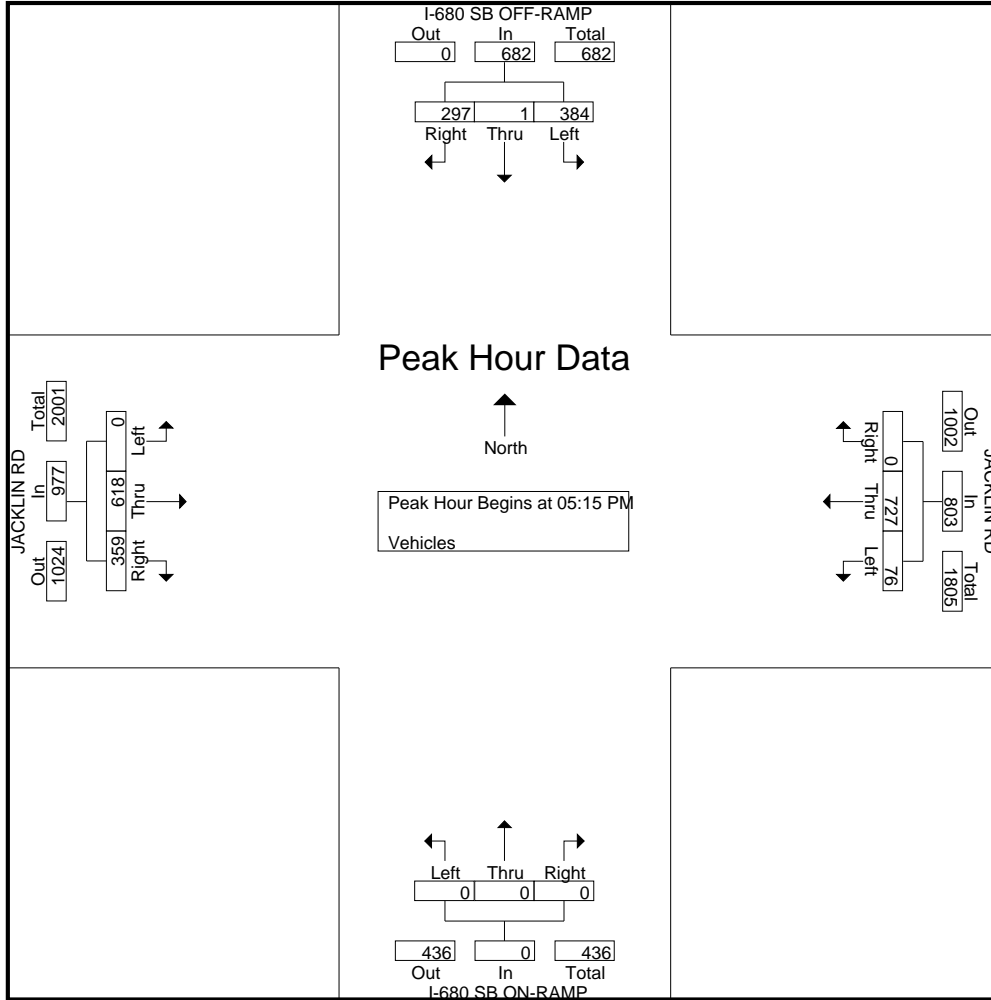 I-680 SB OFF-RAMP
Out In Total
0 682 682
297 1 384
Right Thru Left
Peak Hour Data
North
Peak Hour Begins at 05:15 PM
Vehicles
JACKLIN RD
Out In Total
1024 977 2001
Left Thru Right
0 618 359
JACKLIN RD
Out In Total
1002 803 1805
Right Thru Left
0 727 76
Left Thru Right
0 0 0
436 0 436
Out In Total
I-680 SB ON-RAMP